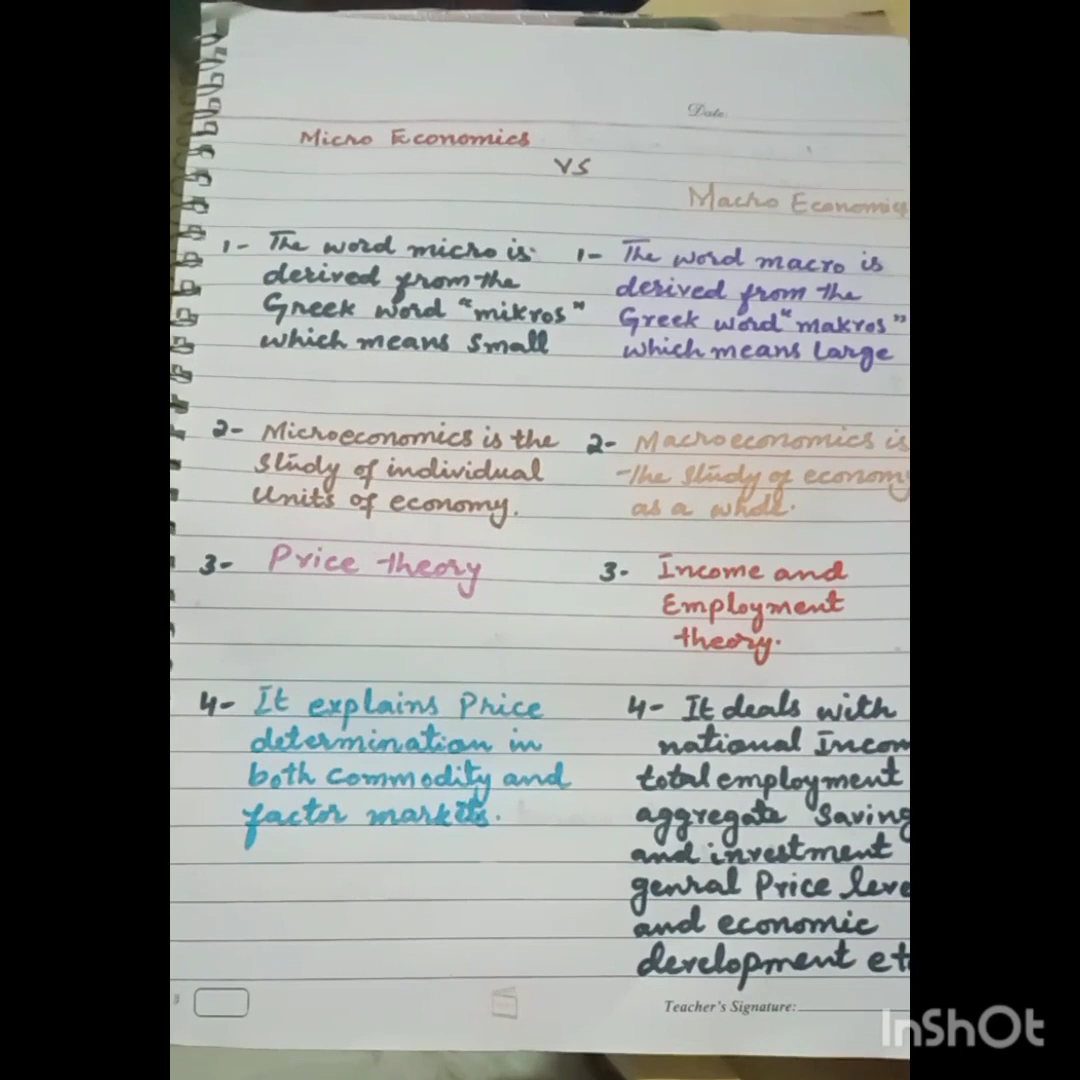 Date
Micro Economics
VS
Macro Economics
1- The word micro is
derived from the
Greek word "mikros"
which means small
1- The word macro is
derived from the
Greek word "makros"
which means large
2- Microeconomics is the
study of individual
units of economy.
2- Macroeconomics is
the study of economy
as a whole.
3- Price theory
3- Income and
Employment
theory.
4- It explains Price
determination in
both commodity and
factor markets.
4- It deals with
national Incom
total employment
aggregate saving
and investment
genral Price leve
and economic
development et
Teacher's Signature:
InShOt